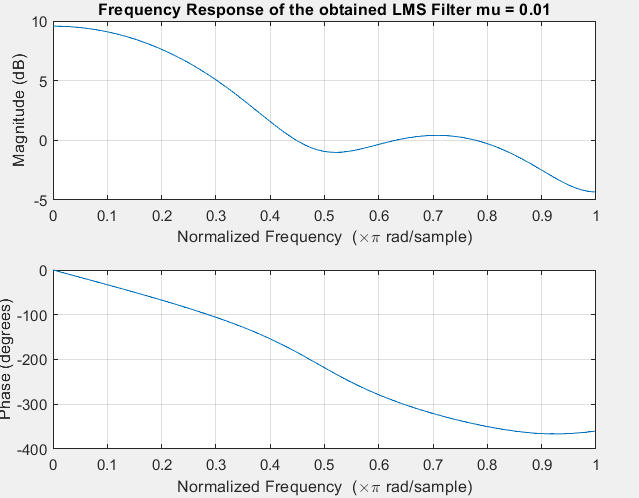 Frequency Response of the obtained LMS Filter mu = 0.01
10
5
0
-5
Magnitude (dB)
0 0.1 0.2 0.3 0.4 0.5 0.6 0.7 0.8 0.9 1
Normalized Frequency (×π rad/sample)
0
-100
-200
-300
-400
Phase (degrees)
0 0.1 0.2 0.3 0.4 0.5 0.6 0.7 0.8 0.9 1
Normalized Frequency (×π rad/sample)